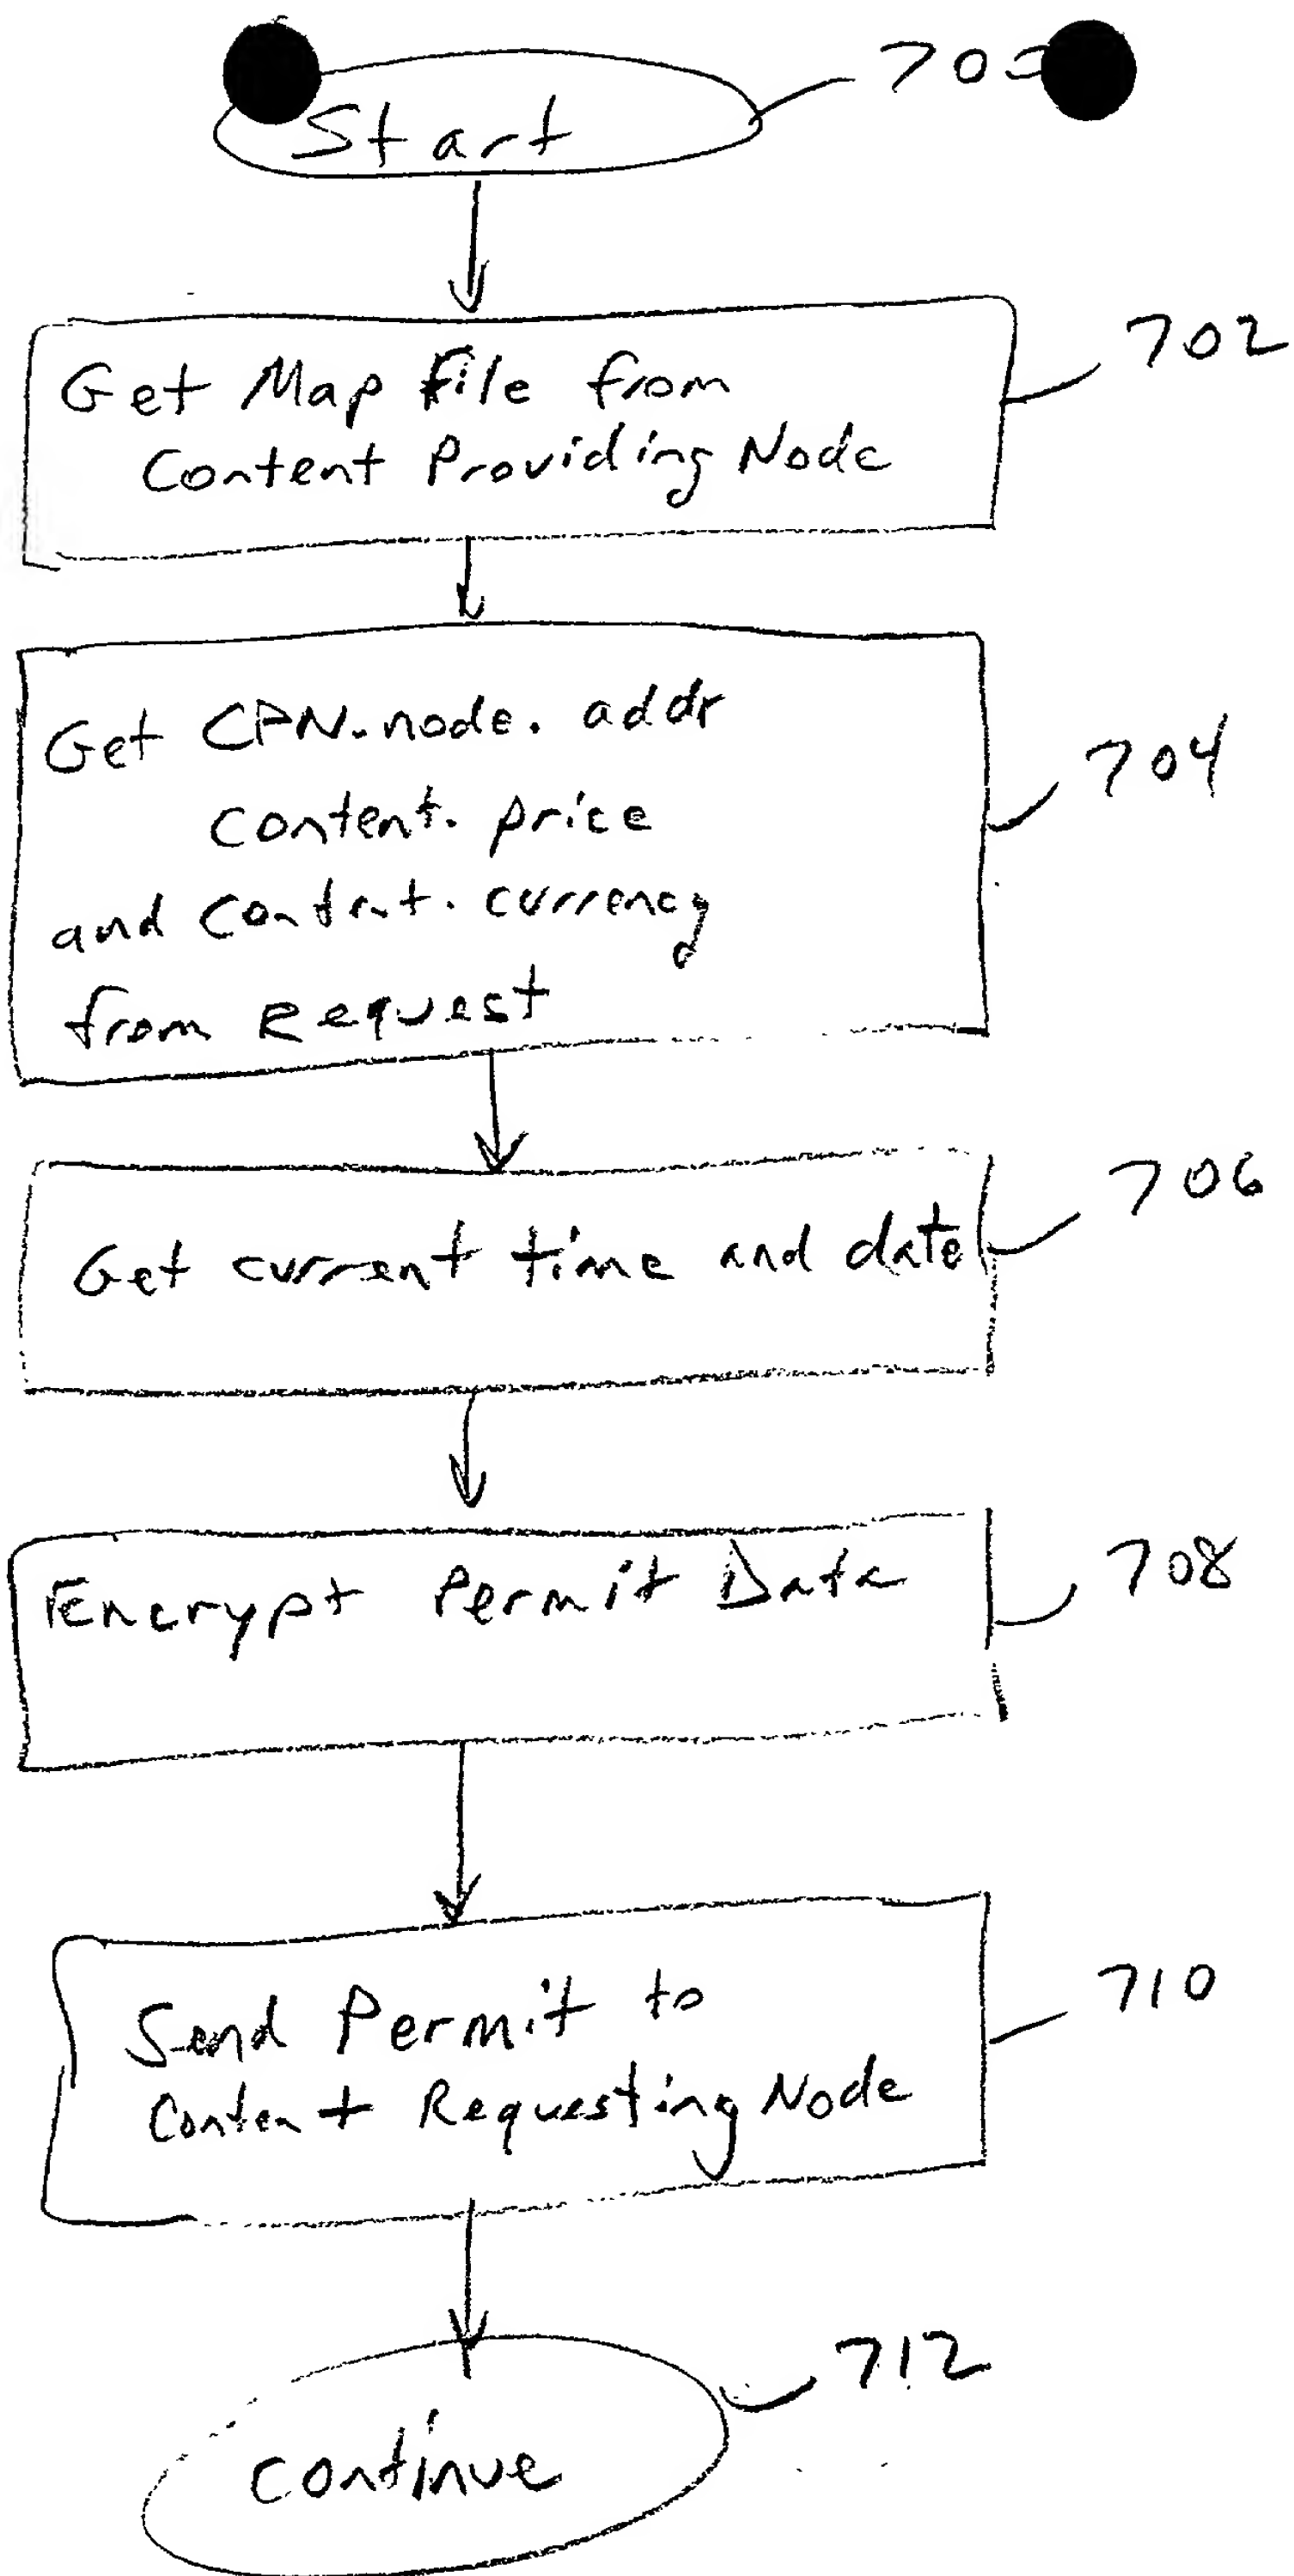 Start
702
Get Map File from
Content Providing Node
Get CPN.node.addr
704
content.price
and content.currency
from Request
706
Get current time and date
Encrypt Permit Data
708
Send Permit to
710
Content Requesting Node
712
continue